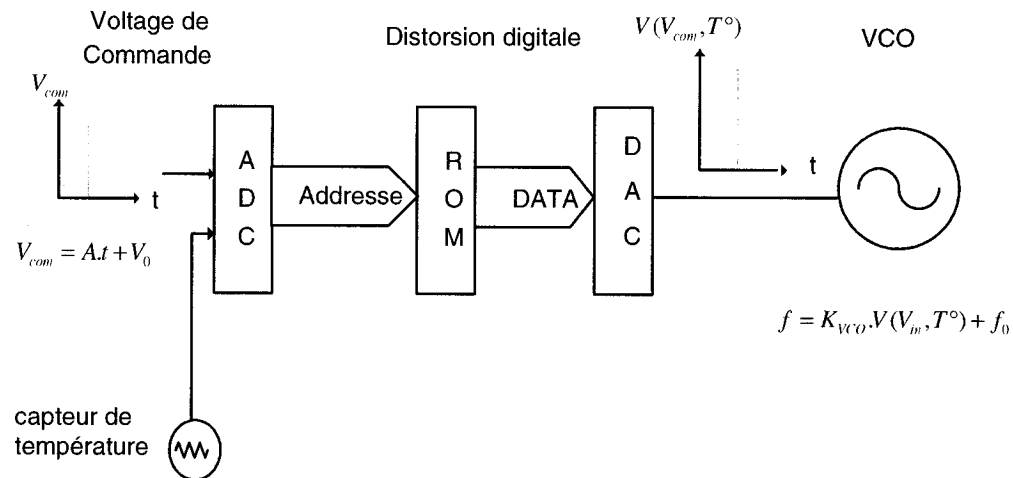 Voltage de
Commande
Distorsion digitale
V(V_com, T°)
VCO
V_com
t
A
D
C
Addresse
R
O
M
DATA
D
A
C
t
V_com = A.t + V_0
f = K_VCO.V(V_in, T°) + f_0
capteur de
température